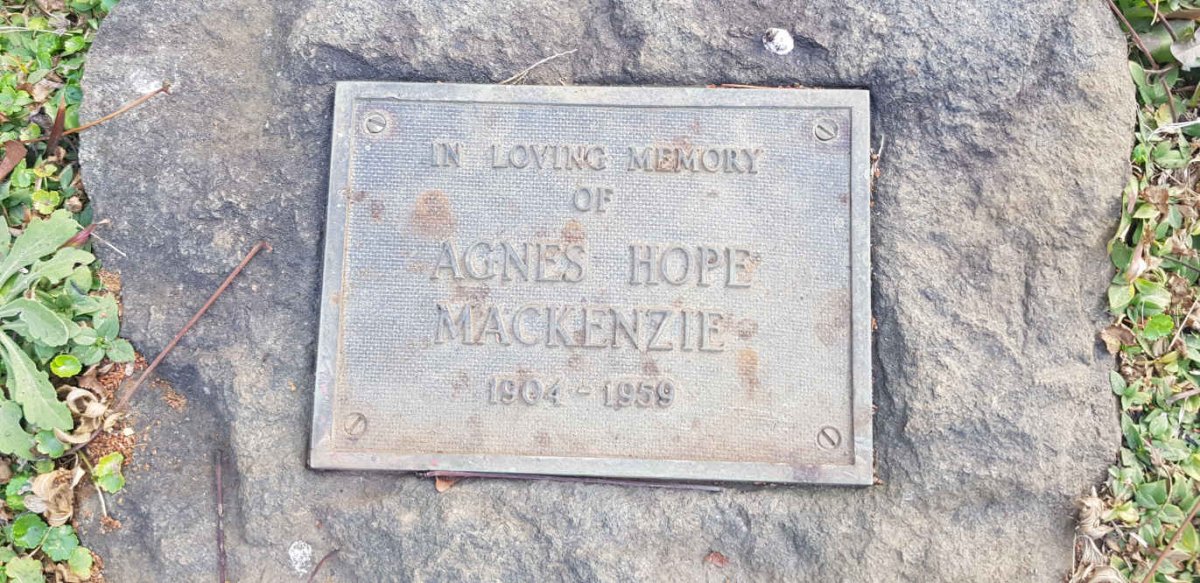 IN LOVING MEMORY
OF
AGNES HOPE
MACKENZIE
1904 - 1959